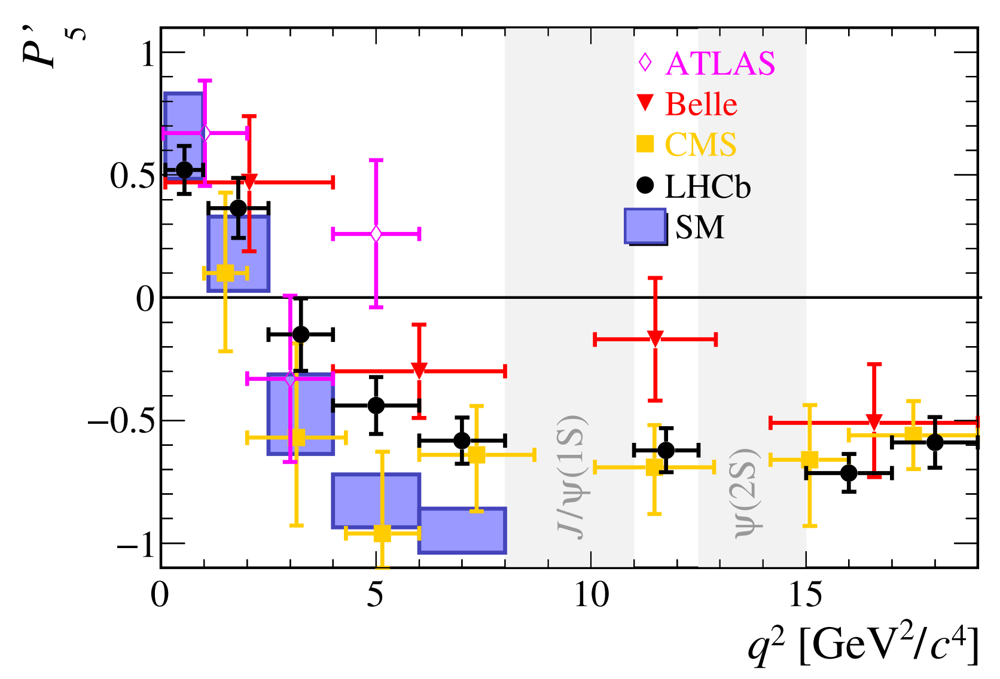 P′5
1
0.5
0
−0.5
−1
ATLAS
Belle
CMS
LHCb
SM
J/ψ(1S)
ψ(2S)
0 5 10 15
q² [GeV²/c⁴]